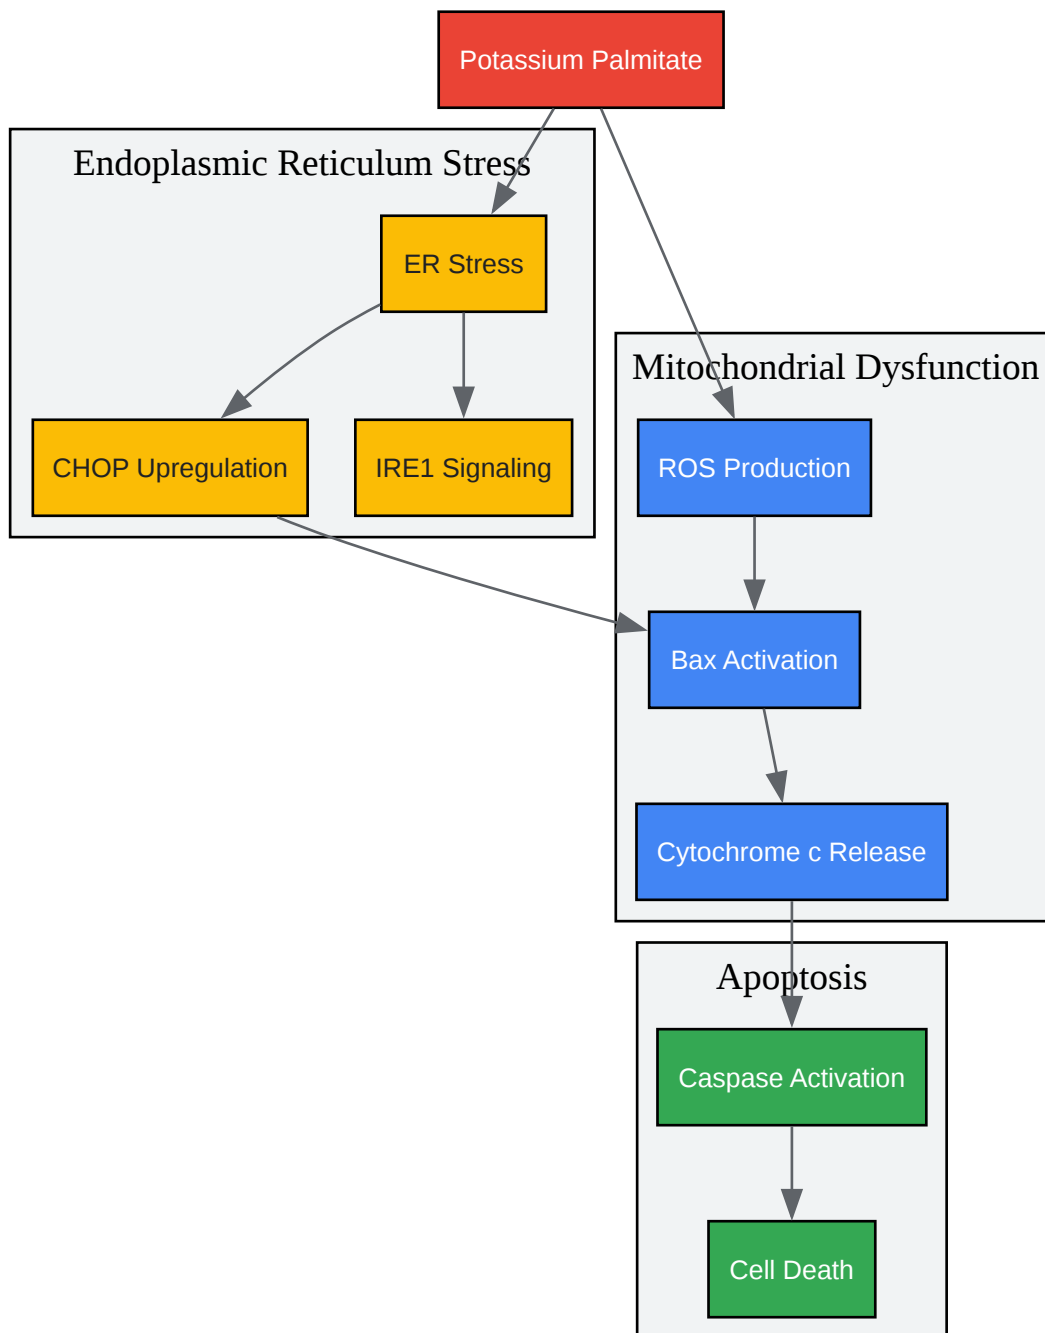 Potassium Palmitate
Endoplasmic Reticulum Stress
ER Stress
CHOP Upregulation
IRE1 Signaling
Mitochondrial Dysfunction
ROS Production
Bax Activation
Cytochrome c Release
Apoptosis
Caspase Activation
Cell Death